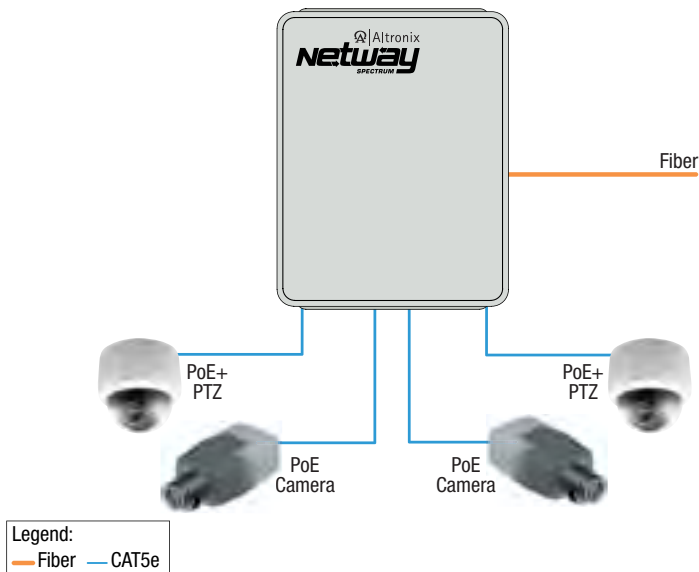 Altronix
Netway
SPECTRUM
Fiber
PoE+
PTZ
PoE+
PTZ
PoE
Camera
PoE
Camera
Legend:
Fiber CAT5e